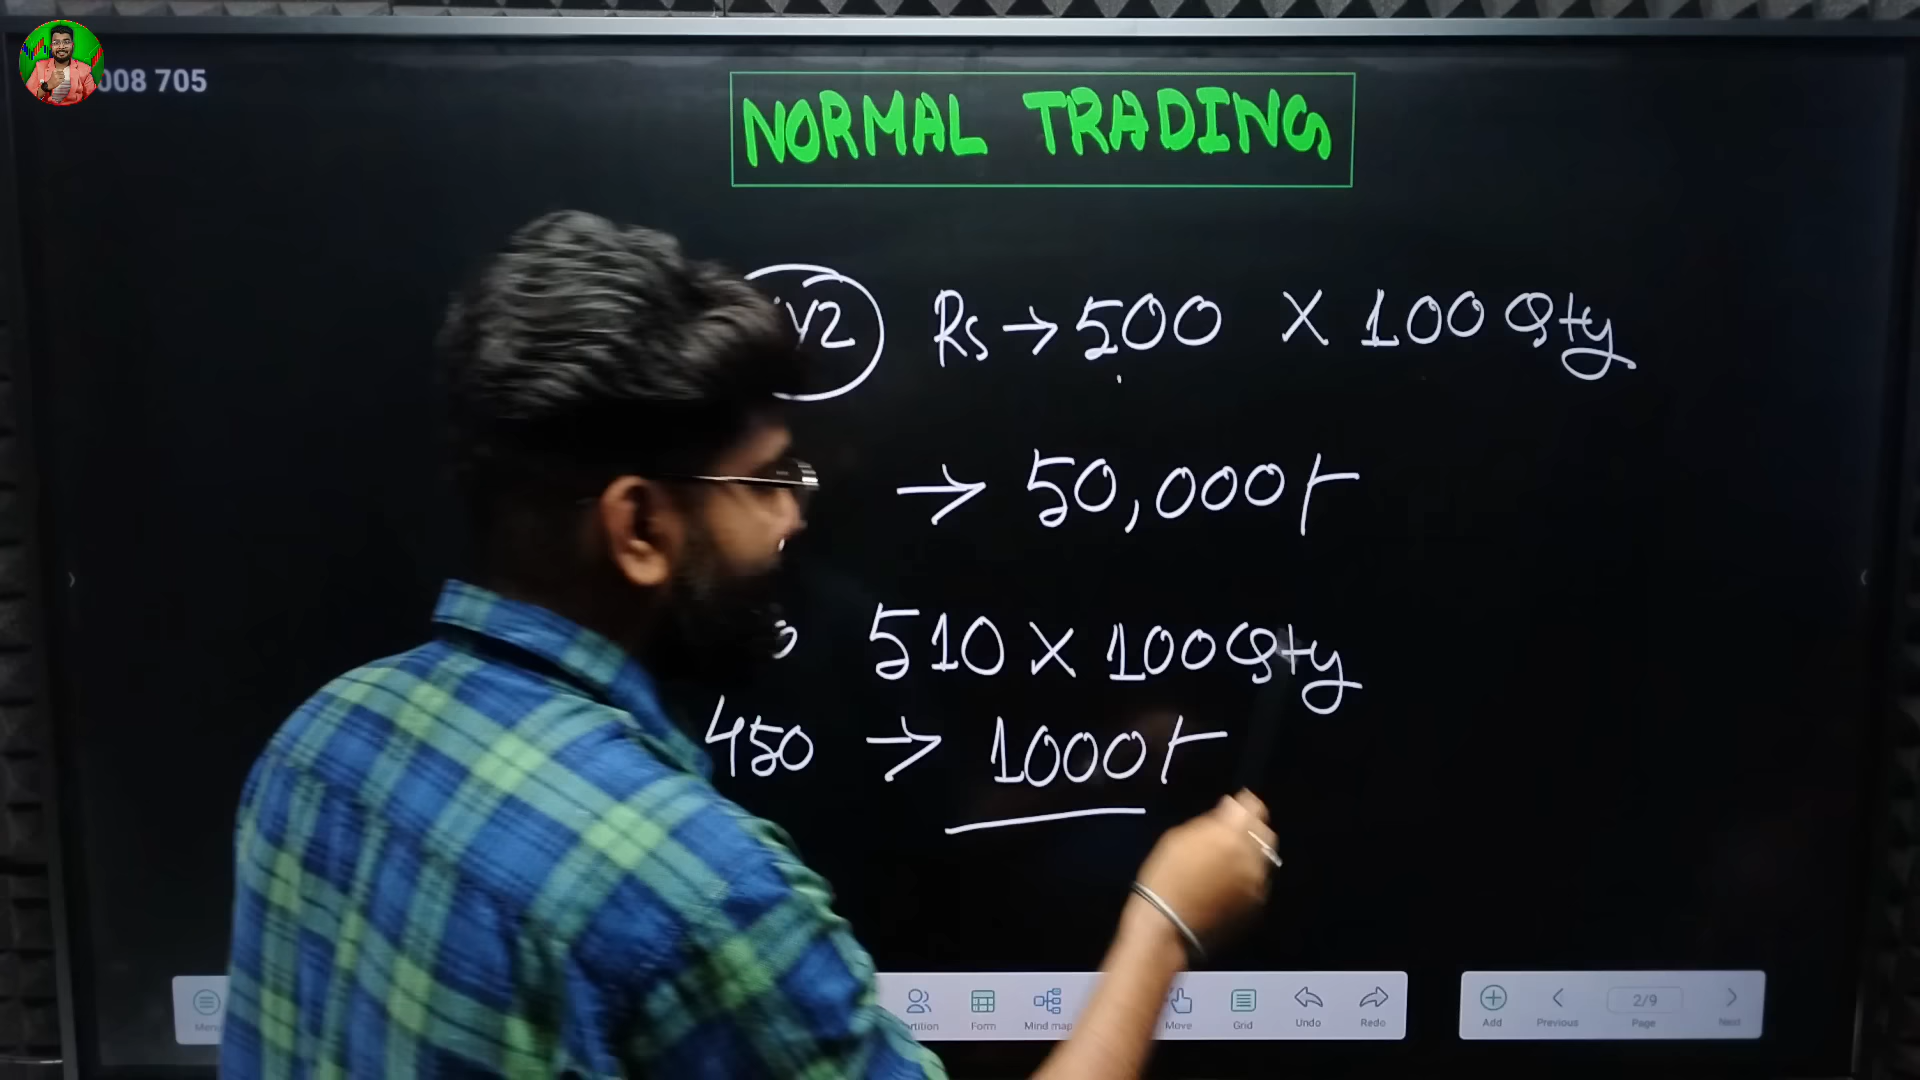 008 705
NORMAL TRADING
Rs → 500 X 100 Qty
→ 50,000/-
510 X 100 Qty
450 → 1000/-
Form
Mind map
Move
Grid
Undo
Redo
Add
Previous
2/9
Page
Next